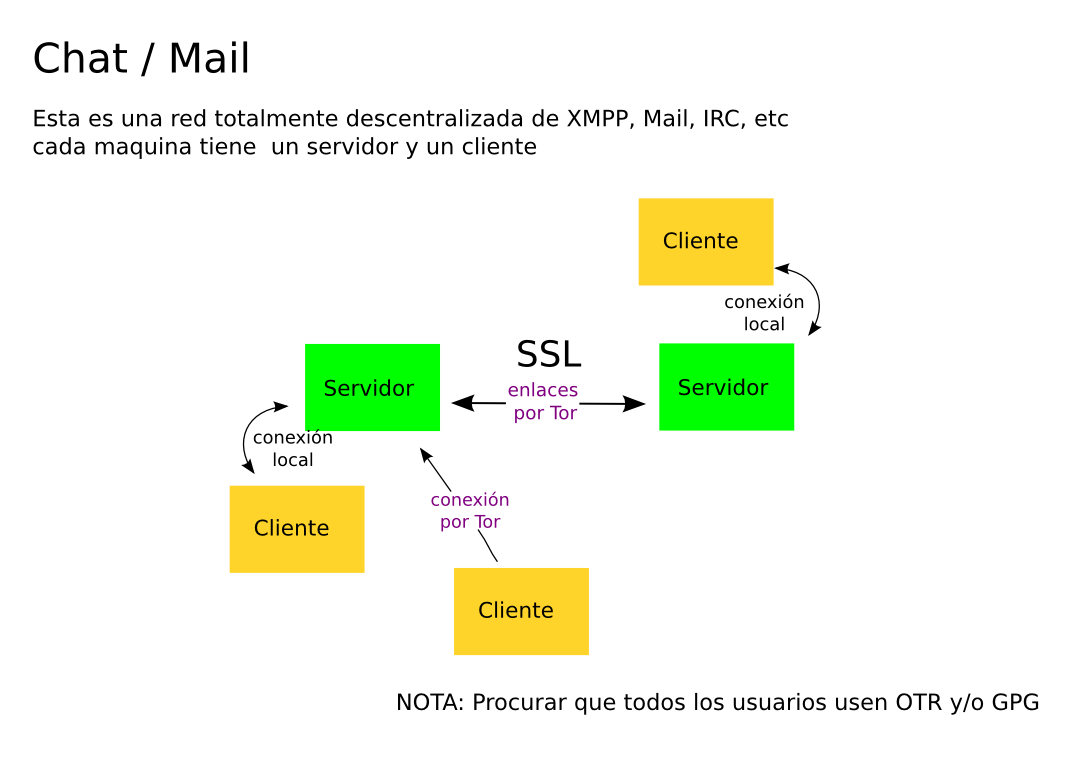 Chat / Mail
Esta es una red totalmente descentralizada de XMPP, Mail, IRC, etc
cada maquina tiene  un servidor y un cliente
Cliente
conexión
local
SSL
Servidor
enlaces
por Tor
Servidor
conexión
local
Cliente
conexión
por Tor
Cliente
NOTA: Procurar que todos los usuarios usen OTR y/o GPG